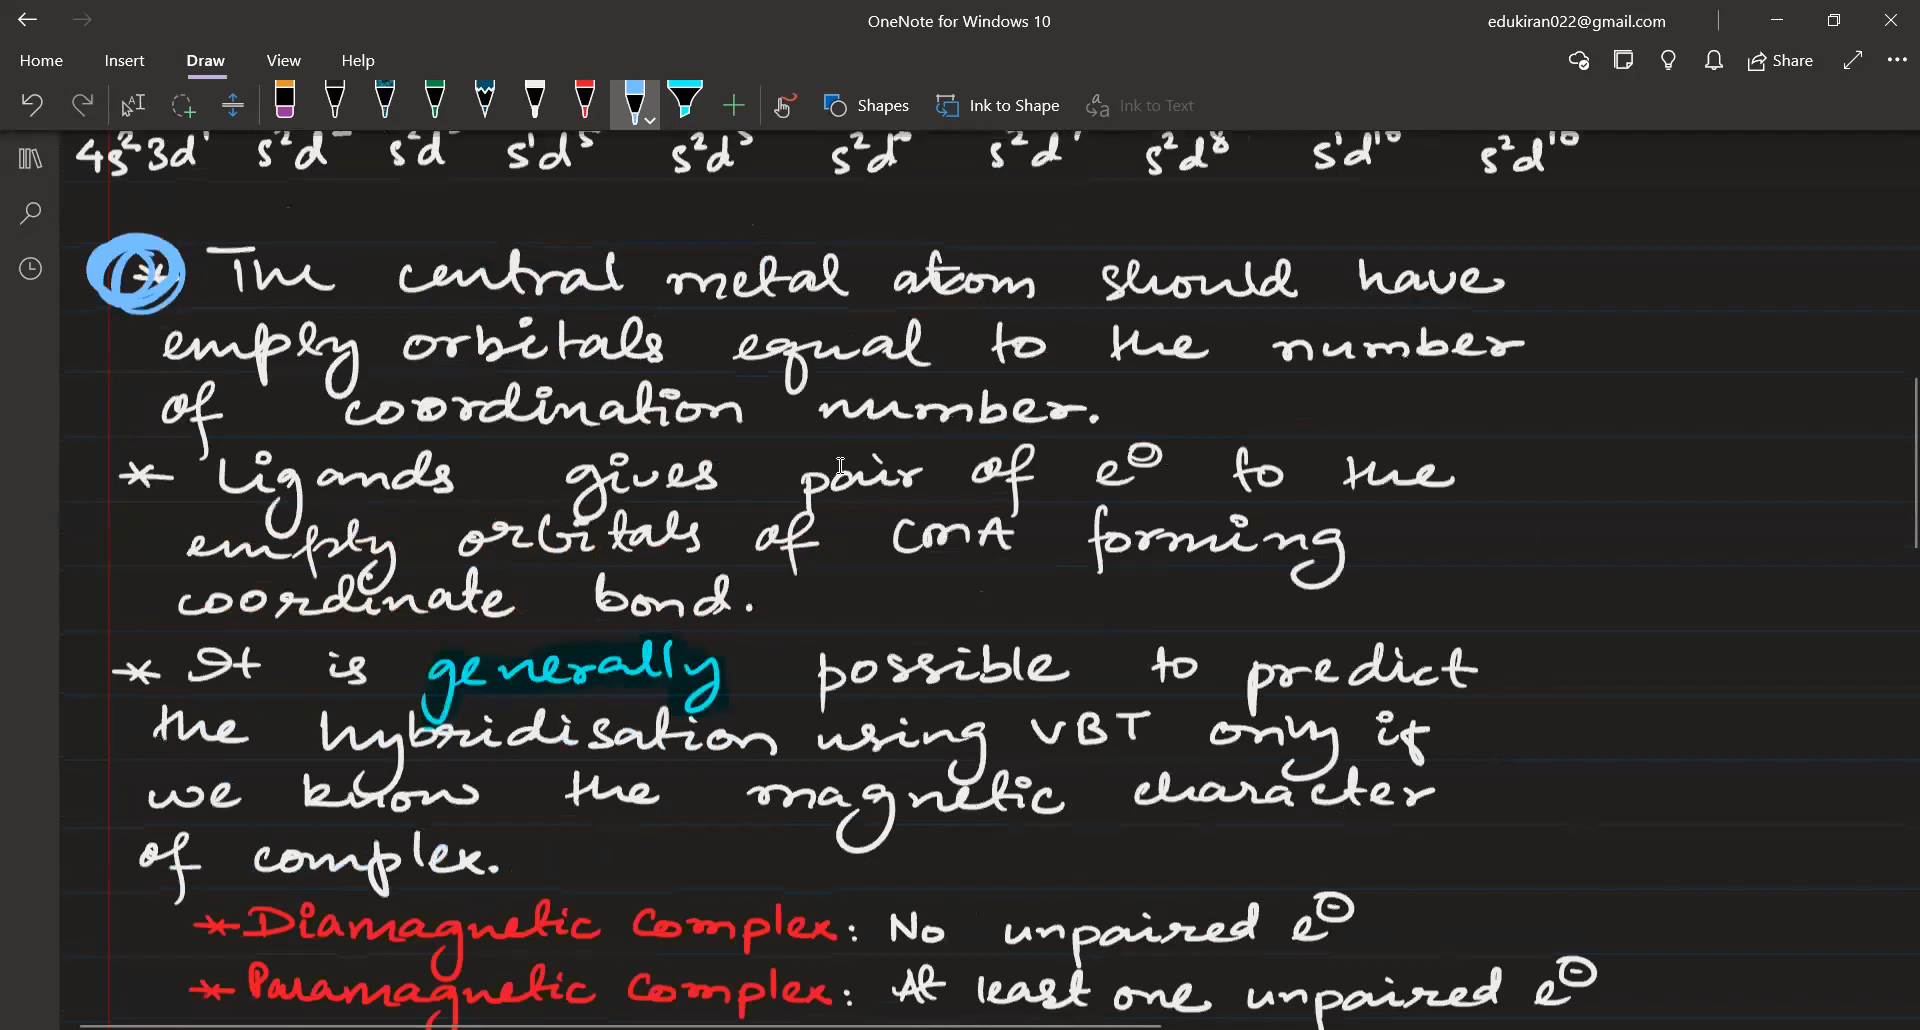 OneNote for Windows 10
edukiran022@gmail.com
Home Insert Draw View Help
Share
Shapes Ink to Shape Ink to Text
4s²3d¹ s²d² s²d³ s¹d⁵ s²d⁵ s²d⁶ s²d⁷ s²d⁸ s¹d¹⁰ s²d¹⁰
* The central metal atom should have
empty orbitals equal to the number
of coordination number.
* Ligands gives pair of e⊖ to the
empty orbitals of CMA forming
coordinate bond.
* It is generally possible to predict
the hybridisation using VBT only if
we know the magnetic character
of complex.
* Diamagnetic Complex: No unpaired e⊖
* Paramagnetic Complex: At least one unpaired e⊖